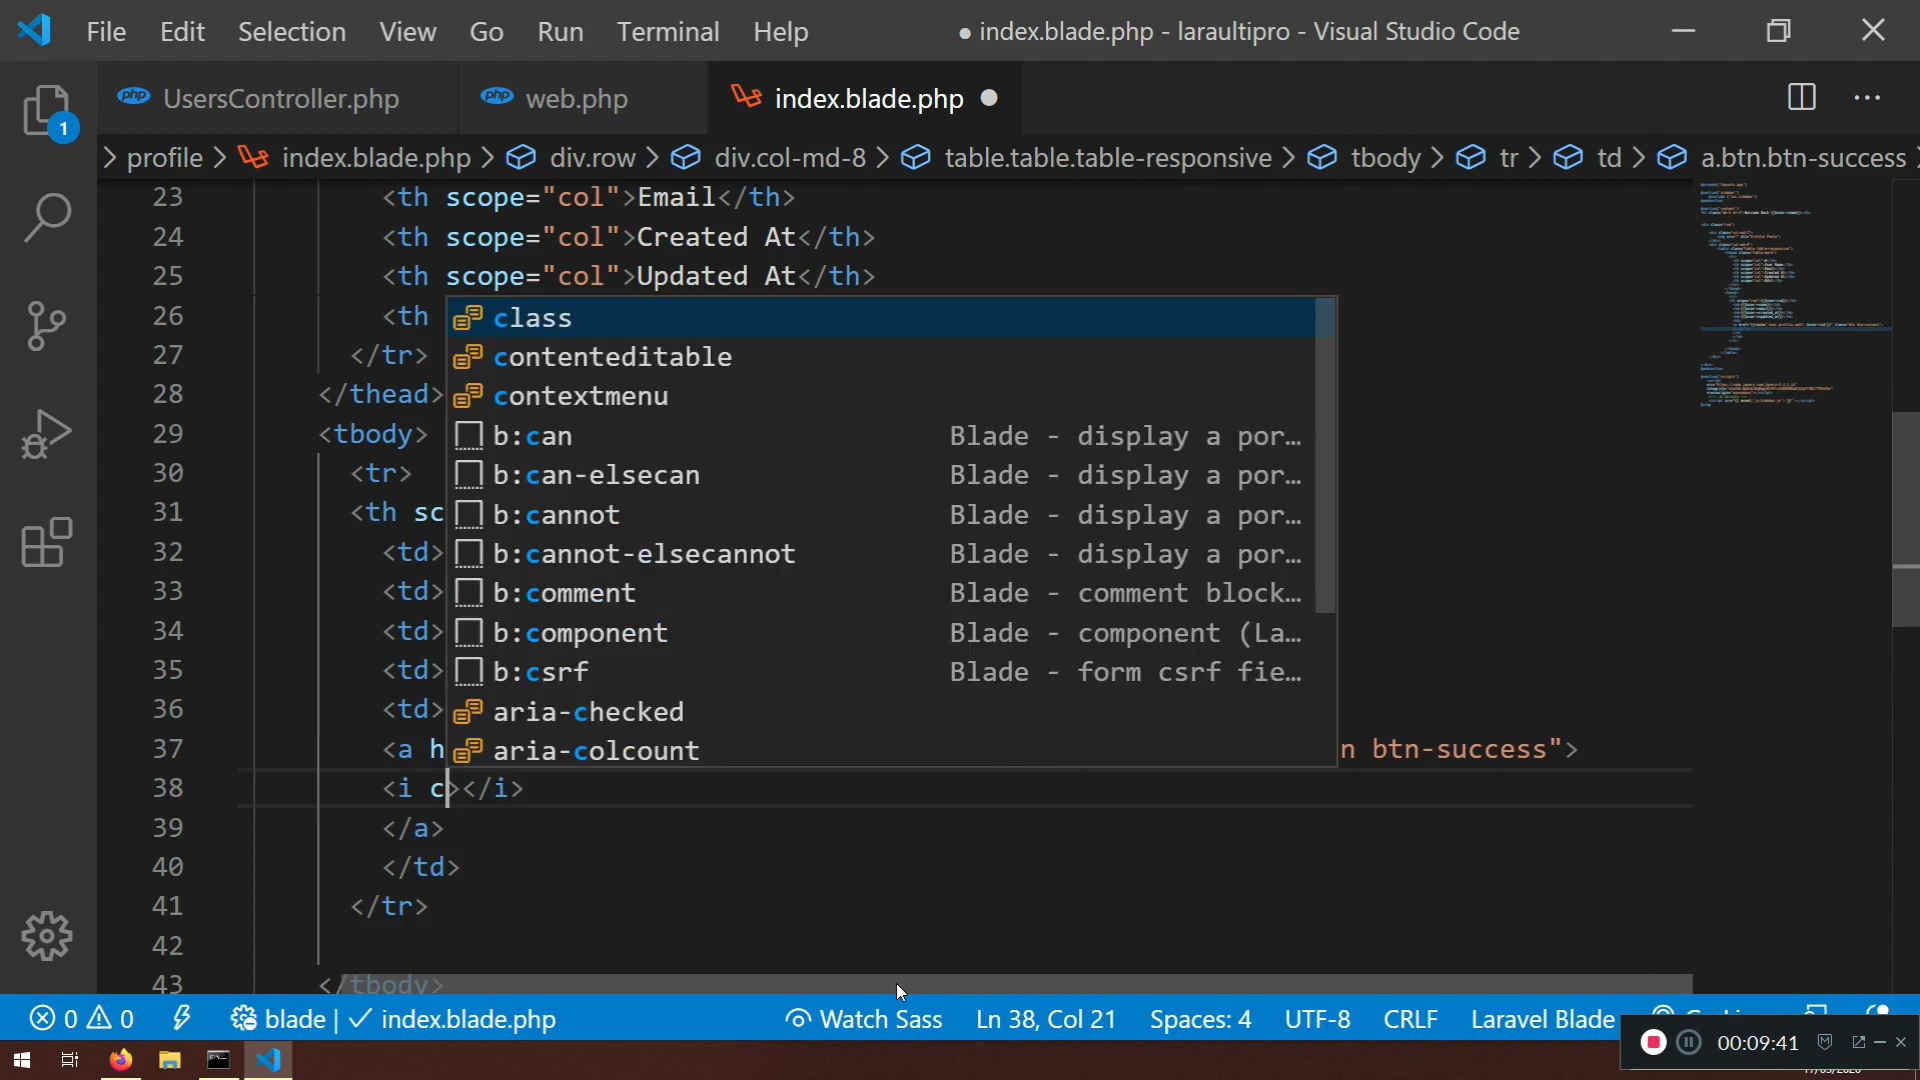 File Edit Selection View Go Run Terminal Help
● index.blade.php - laraultipro - Visual Studio Code
php UsersController.php
php web.php
index.blade.php ●
> profile > index.blade.php > div.row > div.col-md-8 > table.table.table-responsive > tbody > tr > td > a.btn.btn-success >
1
23 <th scope="col">Email</th>
24 <th scope="col">Created At</th>
25 <th scope="col">Updated At</th>
26 <th
27 </tr>
28 </thead>
29 <tbody>
30 <tr>
31 <th sc
32 <td>
33 <td>
34 <td>
35 <td>
36 <td>
37 <a h n btn-success">
38 <i c></i>
39 </a>
40 </td>
41 </tr>
42
43 </tbody>
class
contenteditable
contextmenu
b:can Blade - display a por…
b:can-elsecan Blade - display a por…
b:cannot Blade - display a por…
b:cannot-elsecannot Blade - display a por…
b:comment Blade - comment block…
b:component Blade - component (La…
b:csrf Blade - form csrf fie…
aria-checked
aria-colcount
0 0 blade | ✓ index.blade.php Watch Sass Ln 38, Col 21 Spaces: 4 UTF-8 CRLF Laravel Blade
00:09:41